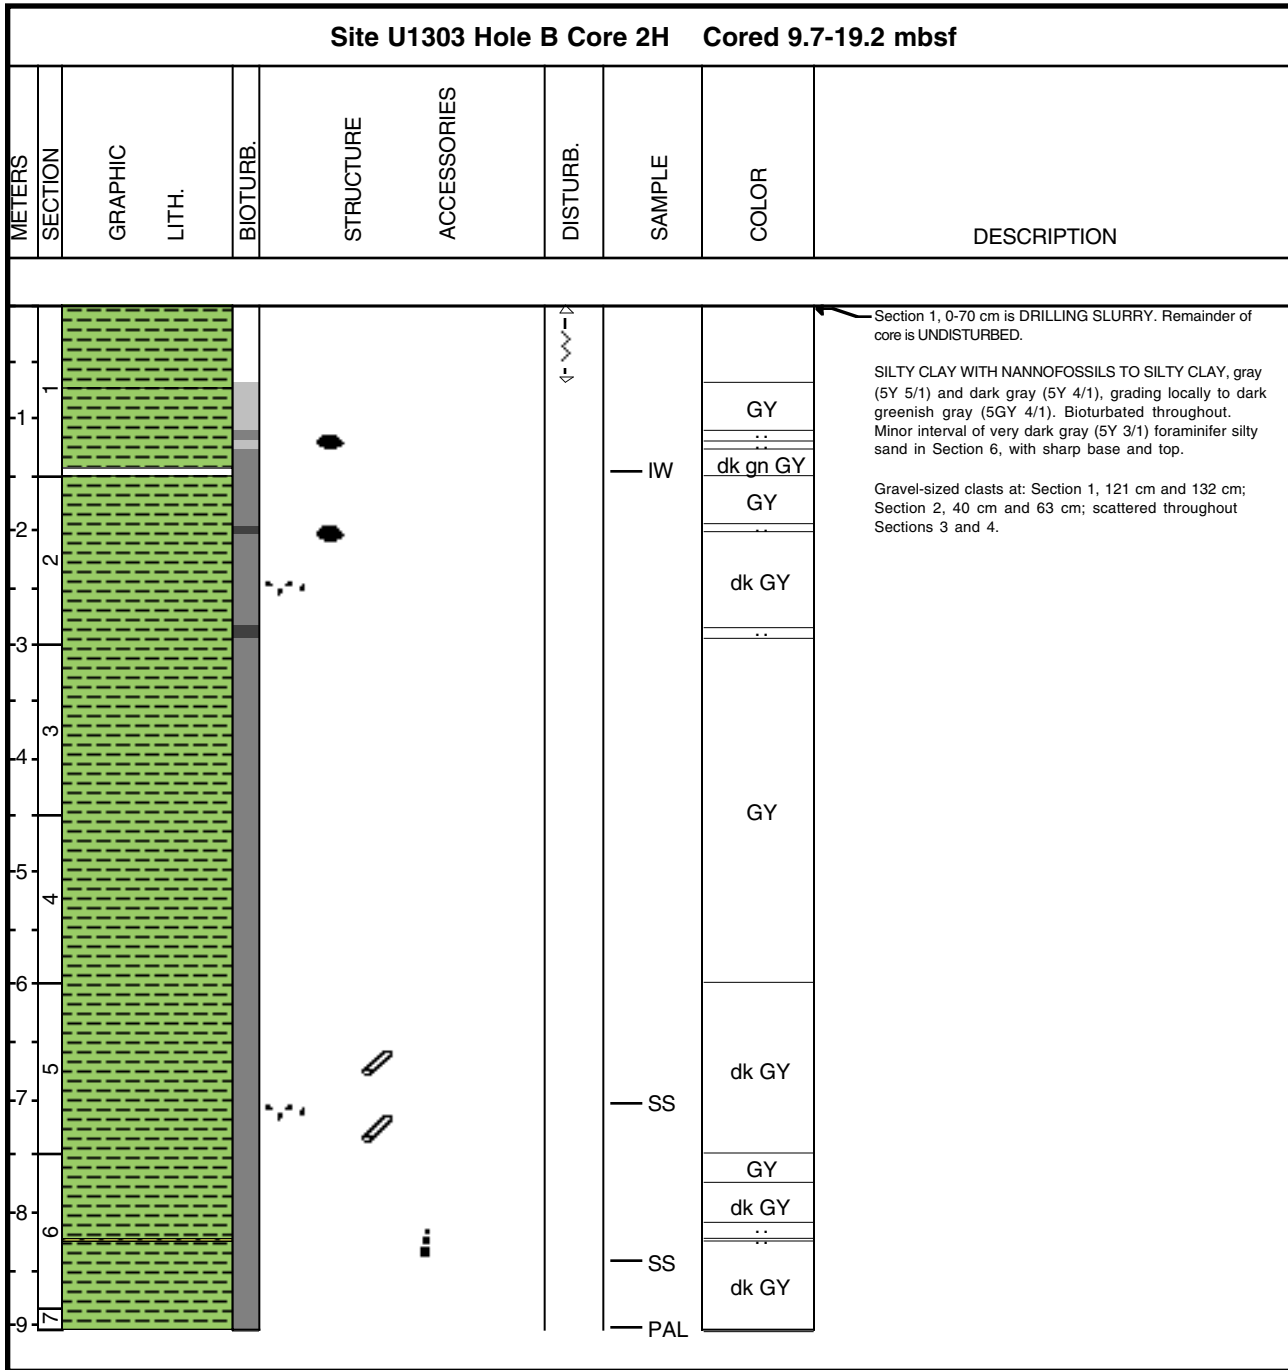 Site U1303 Hole B Core 2H Cored 9.7-19.2 mbsf
METERS
SECTION
GRAPHIC
LITH.
BIOTURB.
STRUCTURE
ACCESSORIES
DISTURB.
SAMPLE
COLOR
DESCRIPTION
1
2
3
4
5
6
7
8
9
1
2
3
4
5
6
7
IW
SS
SS
PAL
GY
..
..
dk gn GY
GY
..
dk GY
..
GY
dk GY
GY
dk GY
..
..
dk GY
Section 1, 0-70 cm is DRILLING SLURRY. Remainder of
core is UNDISTURBED.
SILTY CLAY WITH NANNOFOSSILS TO SILTY CLAY, gray
(5Y 5/1) and dark gray (5Y 4/1), grading locally to dark
greenish gray (5GY 4/1). Bioturbated throughout.
Minor interval of very dark gray (5Y 3/1) foraminifer silty
sand in Section 6, with sharp base and top.
Gravel-sized clasts at: Section 1, 121 cm and 132 cm;
Section 2, 40 cm and 63 cm; scattered throughout
Sections 3 and 4.